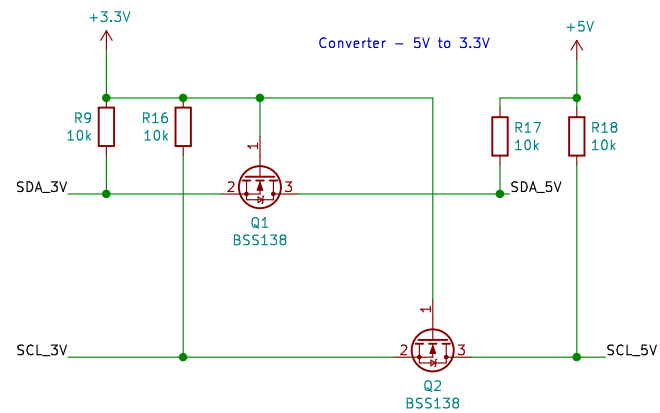 +3.3V
+5V
Converter – 5V to 3.3V
R9
10k
R16
10k
R17
10k
R18
10k
1
SDA_3V
2
3
SDA_5V
Q1
BSS138
1
SCL_3V
2
3
SCL_5V
Q2
BSS138